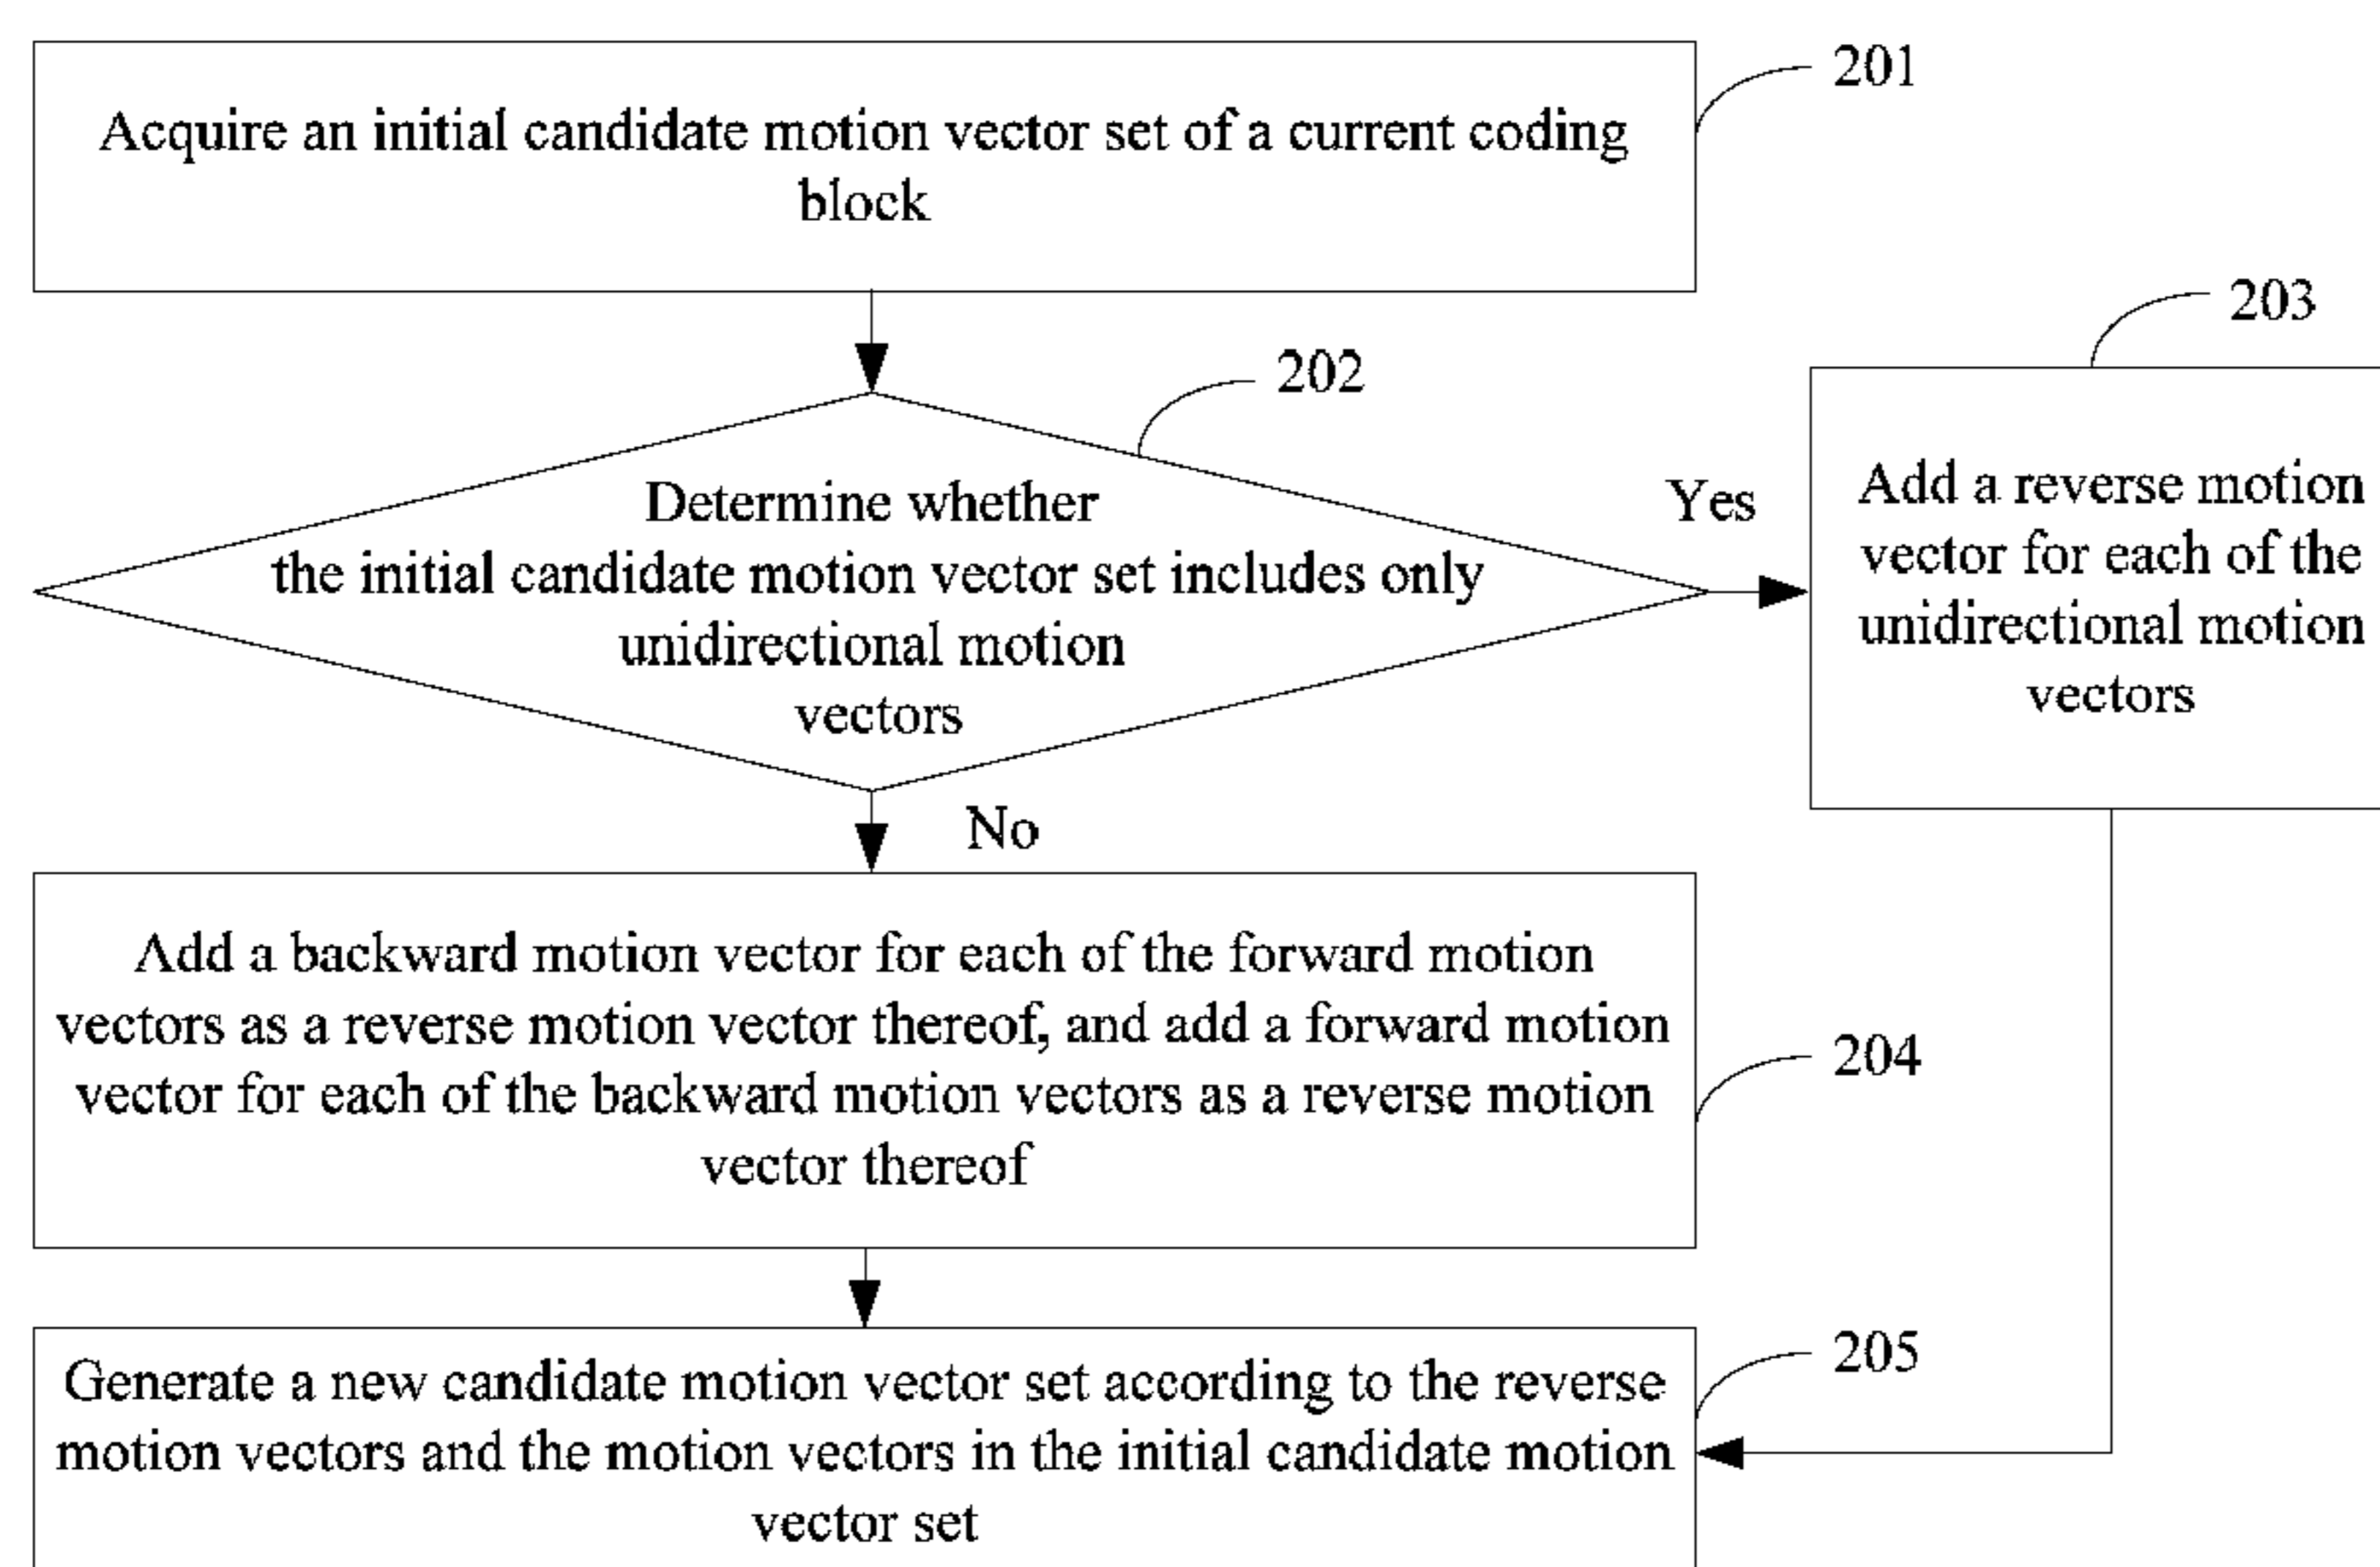 201
Acquire an initial candidate motion vector set of a current coding
block
202
Determine whether
the initial candidate motion vector set includes only
unidirectional motion
vectors
Yes
203
Add a reverse motion
vector for each of the
unidirectional motion
vectors
No
204
Add a backward motion vector for each of the forward motion
vectors as a reverse motion vector thereof, and add a forward motion
vector for each of the backward motion vectors as a reverse motion
vector thereof
205
Generate a new candidate motion vector set according to the reverse
motion vectors and the motion vectors in the initial candidate motion
vector set